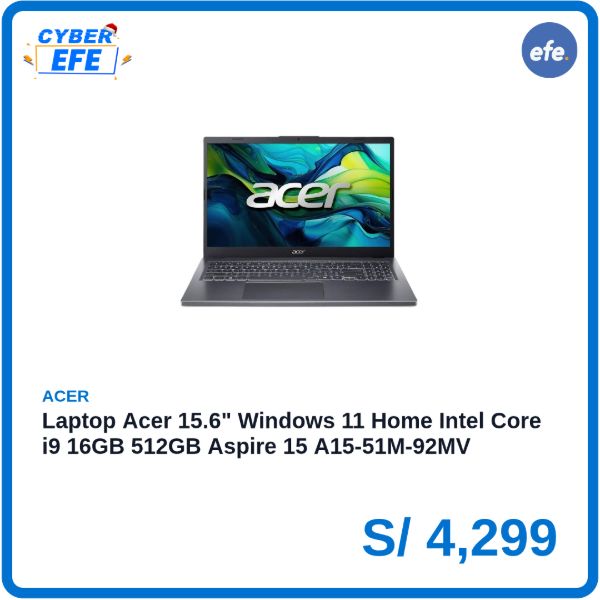 CYBER
EFE
efe.
acer
acer
ACER
Laptop Acer 15.6" Windows 11 Home Intel Core
i9 16GB 512GB Aspire 15 A15-51M-92MV
S/ 4,299